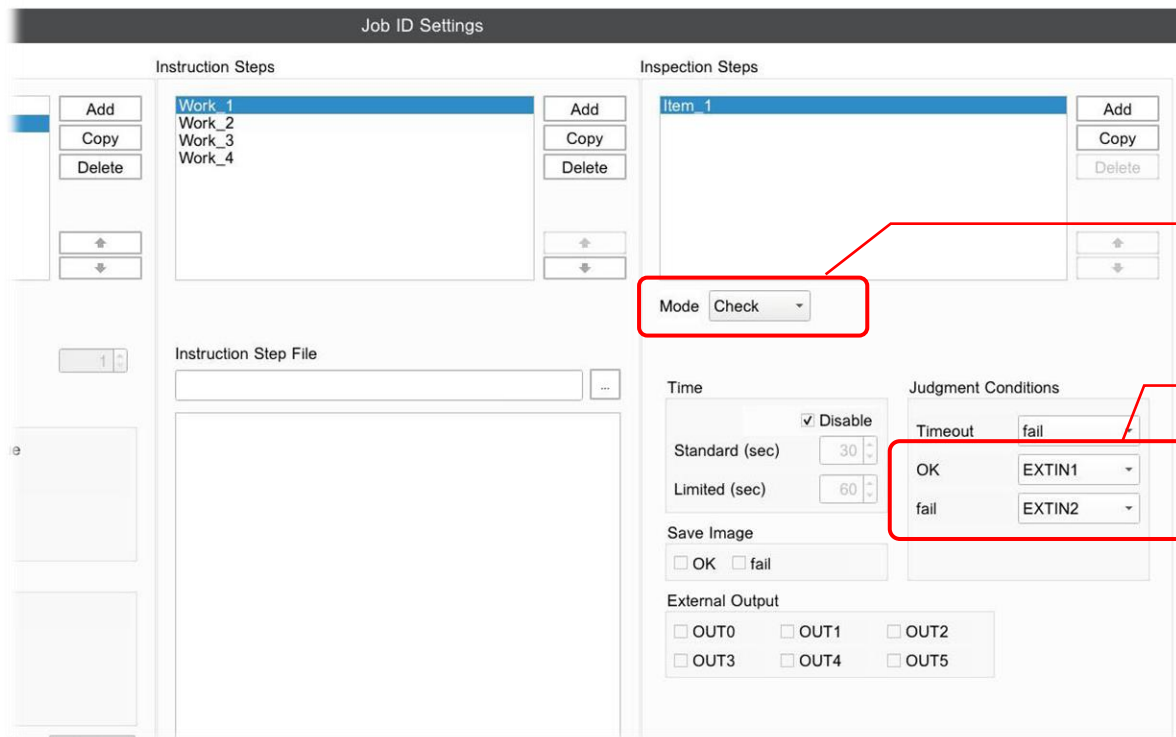 Job ID Settings
Instruction Steps
Inspection Steps
Add
Copy
Delete
Work_1
Work_2
Work_3
Work_4
Add
Copy
Delete
Item_1
Add
Copy
Delete
Mode Check
1
Instruction Step File
...
Time
Disable
Standard (sec) 30
Limited (sec) 60
Judgment Conditions
Timeout fail
OK EXTIN1
fail EXTIN2
Save Image
OK fail
External Output
OUT0 OUT1 OUT2
OUT3 OUT4 OUT5
e